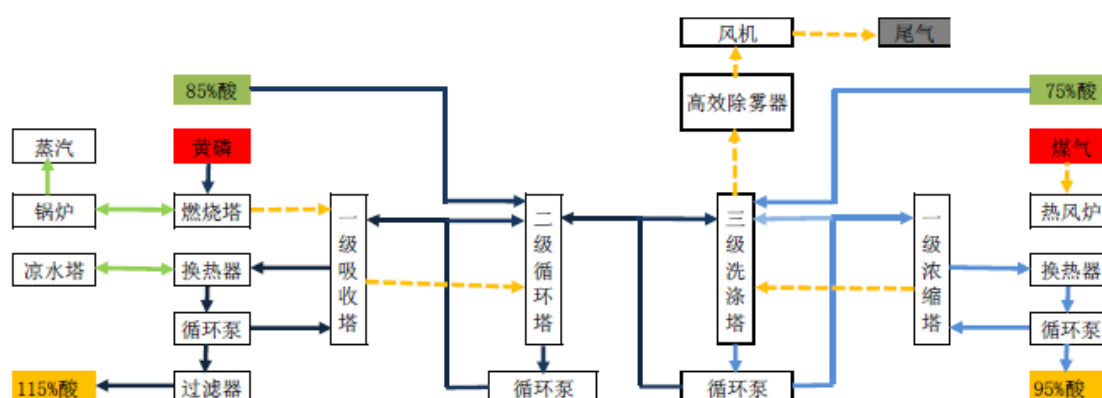 风机
尾气
85%酸
高效除雾器
75%酸
蒸汽
黄磷
煤气
锅炉
燃烧塔
一级吸收塔
二级循环塔
三级洗涤塔
一级浓缩塔
热风炉
凉水塔
换热器
换热器
循环泵
循环泵
115%酸
过滤器
循环泵
循环泵
95%酸